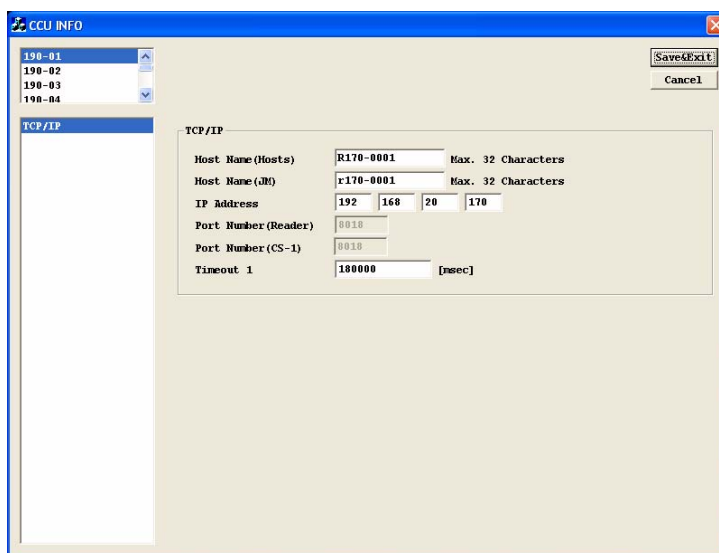 CCU INFO
190-01
190-02
190-03
190-04
Save&Exit
Cancel
TCP/IP
TCP/IP
Host Name(Hosts) R170-0001 Max. 32 Characters
Host Name(JM) r170-0001 Max. 32 Characters
IP Address 192 168 20 170
Port Number(Reader) 8018
Port Number(CS-1) 8018
Timeout 1 180000 [msec]